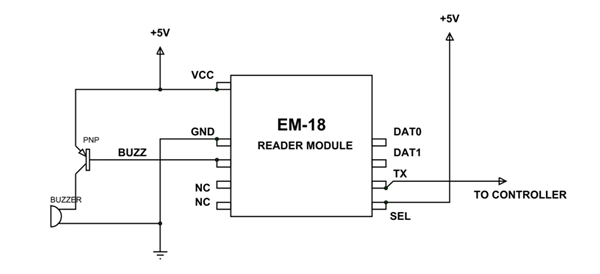 +5V
+5V
VCC
EM-18
READER MODULE
PNP
GND
BUZZ
DAT0
DAT1
TX
NC
NC
BUZZER
TO CONTROLLER
SEL